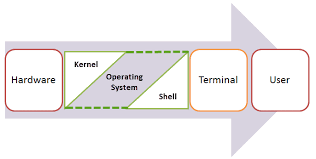 Hardware
Kernel
Operating
System
Shell
Terminal
User